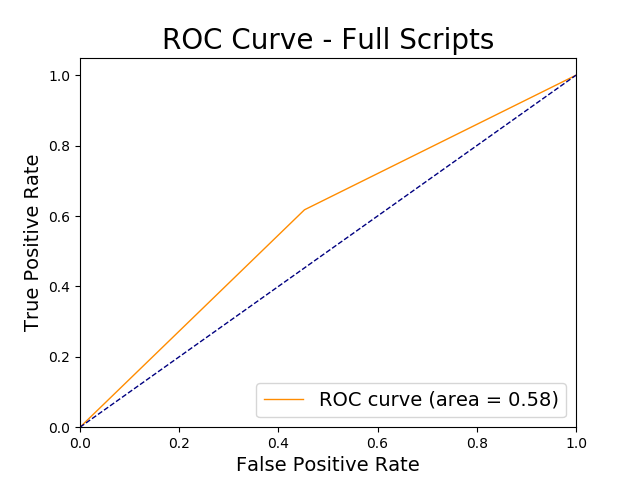 ROC Curve - Full Scripts
True Positive Rate
1.0
0.8
0.6
0.4
0.2
0.0
ROC curve (area = 0.58)
0.0 0.2 0.4 0.6 0.8 1.0
False Positive Rate